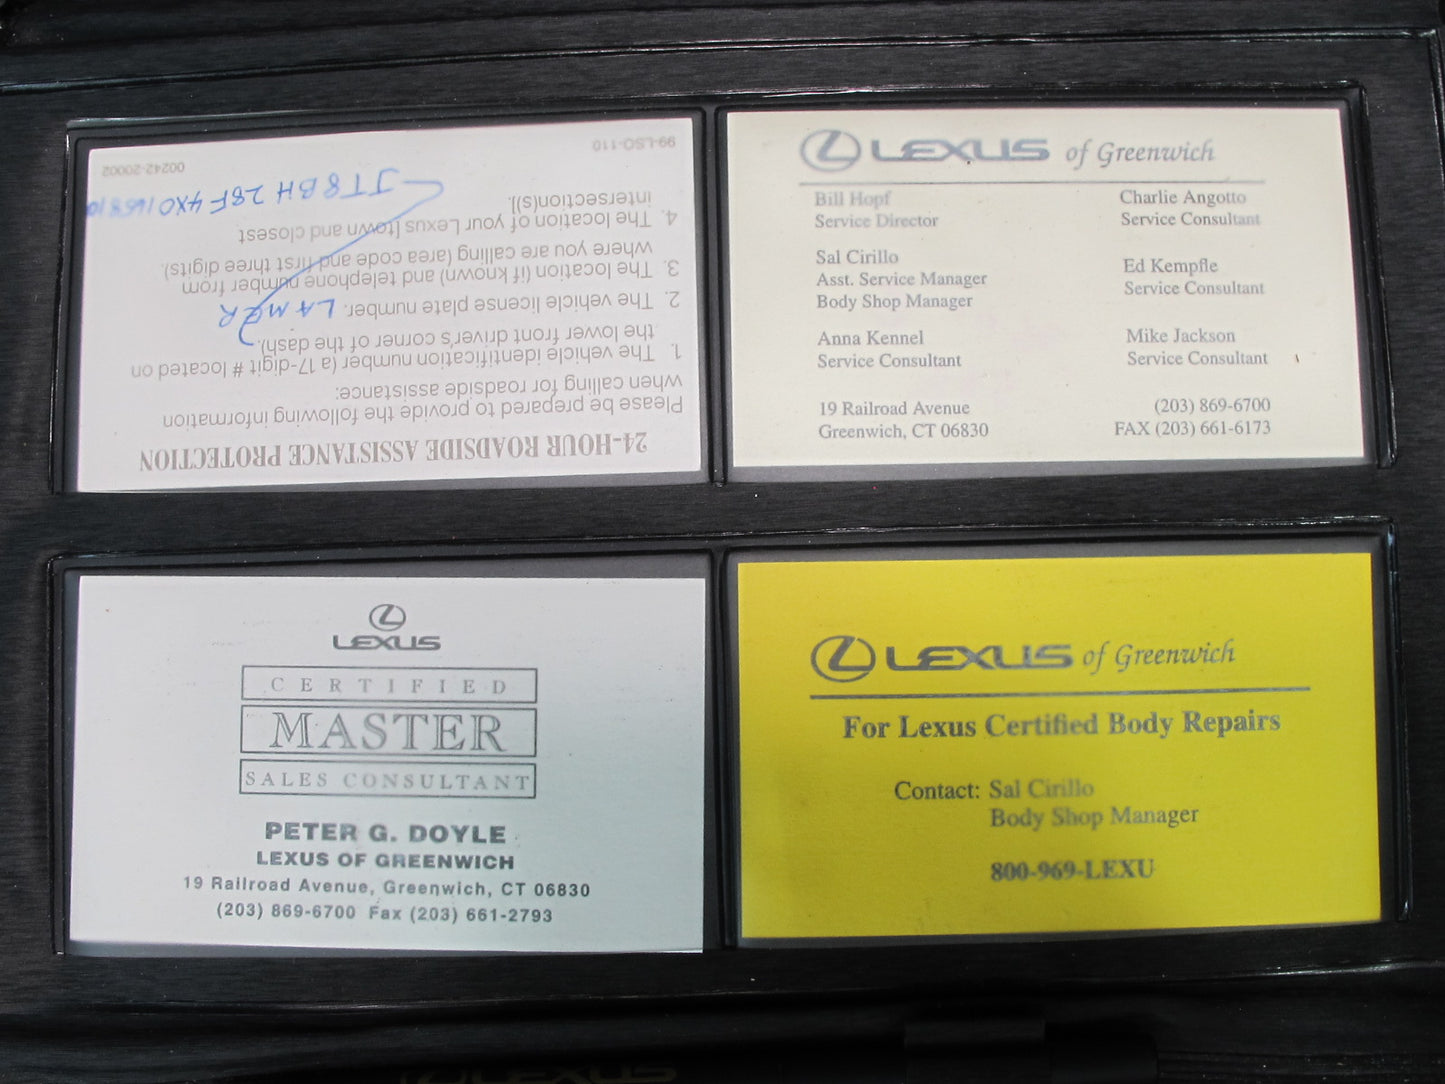 24-HOUR ROADSIDE ASSISTANCE PROTECTION
Please be prepared to provide the following information
when calling for roadside assistance:
1. The vehicle identification number (a 17-digit # located on
the lower front driver's corner of the dash).
2. The vehicle license plate number. LAMER
3. The location (if known) and telephone number from
where you are calling (area code and first three digits).
4. The location of your Lexus [town and closest
intersection(s)].
JT8BH 28F4X0165810
99-LSO-110
00242-20002
LEXUS of Greenwich
Bill Hopf
Service Director
Charlie Angotto
Service Consultant
Sal Cirillo
Asst. Service Manager
Body Shop Manager
Ed Kempfle
Service Consultant
Anna Kennel
Service Consultant
Mike Jackson
Service Consultant
19 Railroad Avenue
Greenwich, CT 06830
(203) 869-6700
FAX (203) 661-6173
LEXUS
CERTIFIED
MASTER
SALES CONSULTANT
PETER G. DOYLE
LEXUS OF GREENWICH
19 Railroad Avenue, Greenwich, CT 06830
(203) 869-6700 Fax (203) 661-2793
LEXUS of Greenwich
For Lexus Certified Body Repairs
Contact: Sal Cirillo
Body Shop Manager
800-969-LEXU
LEXUS